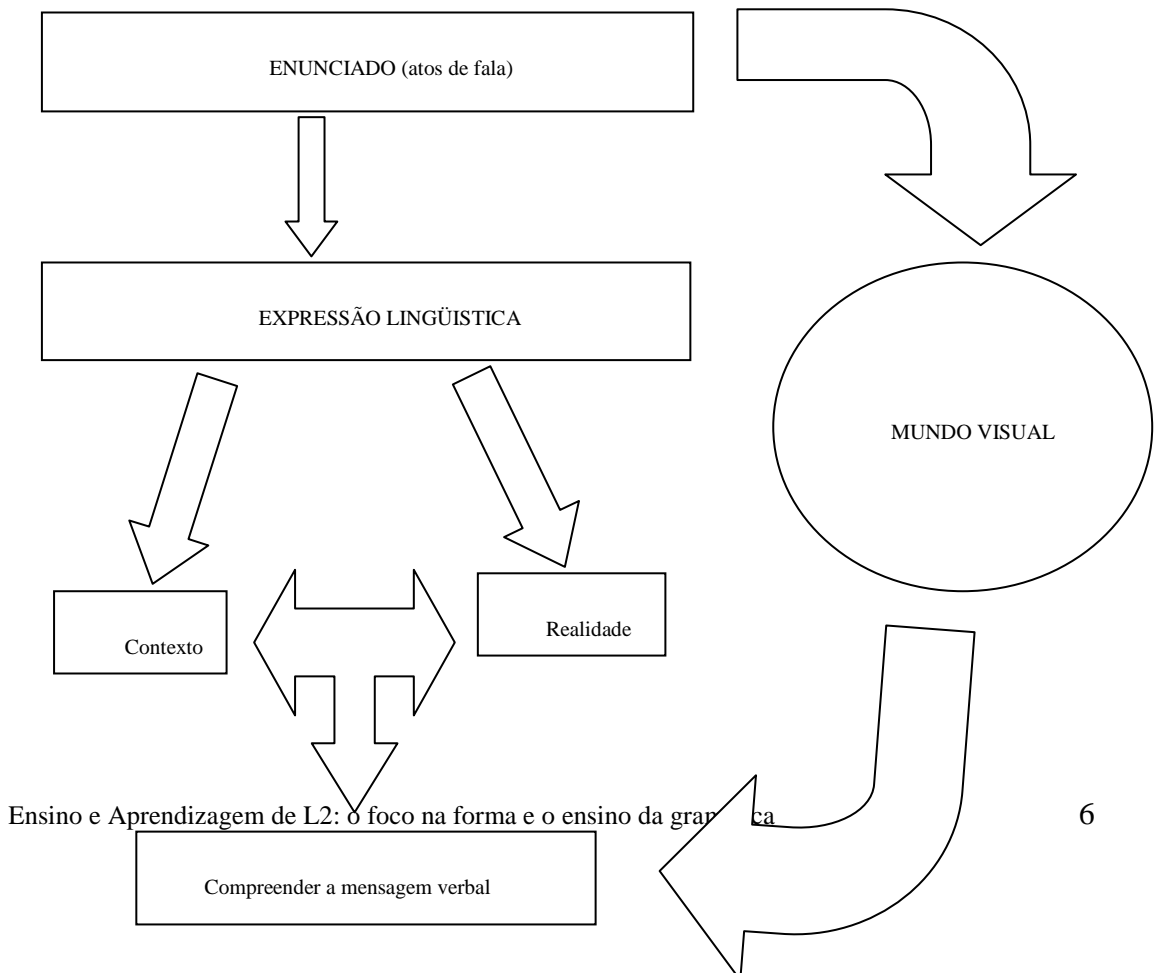 ENUNCIADO (atos de fala)
EXPRESSÃO LINGÜISTICA
MUNDO VISUAL
Contexto
Realidade
Ensino e Aprendizagem de L2: o foco na forma e o ensino da 6
Compreender a mensagem verbal